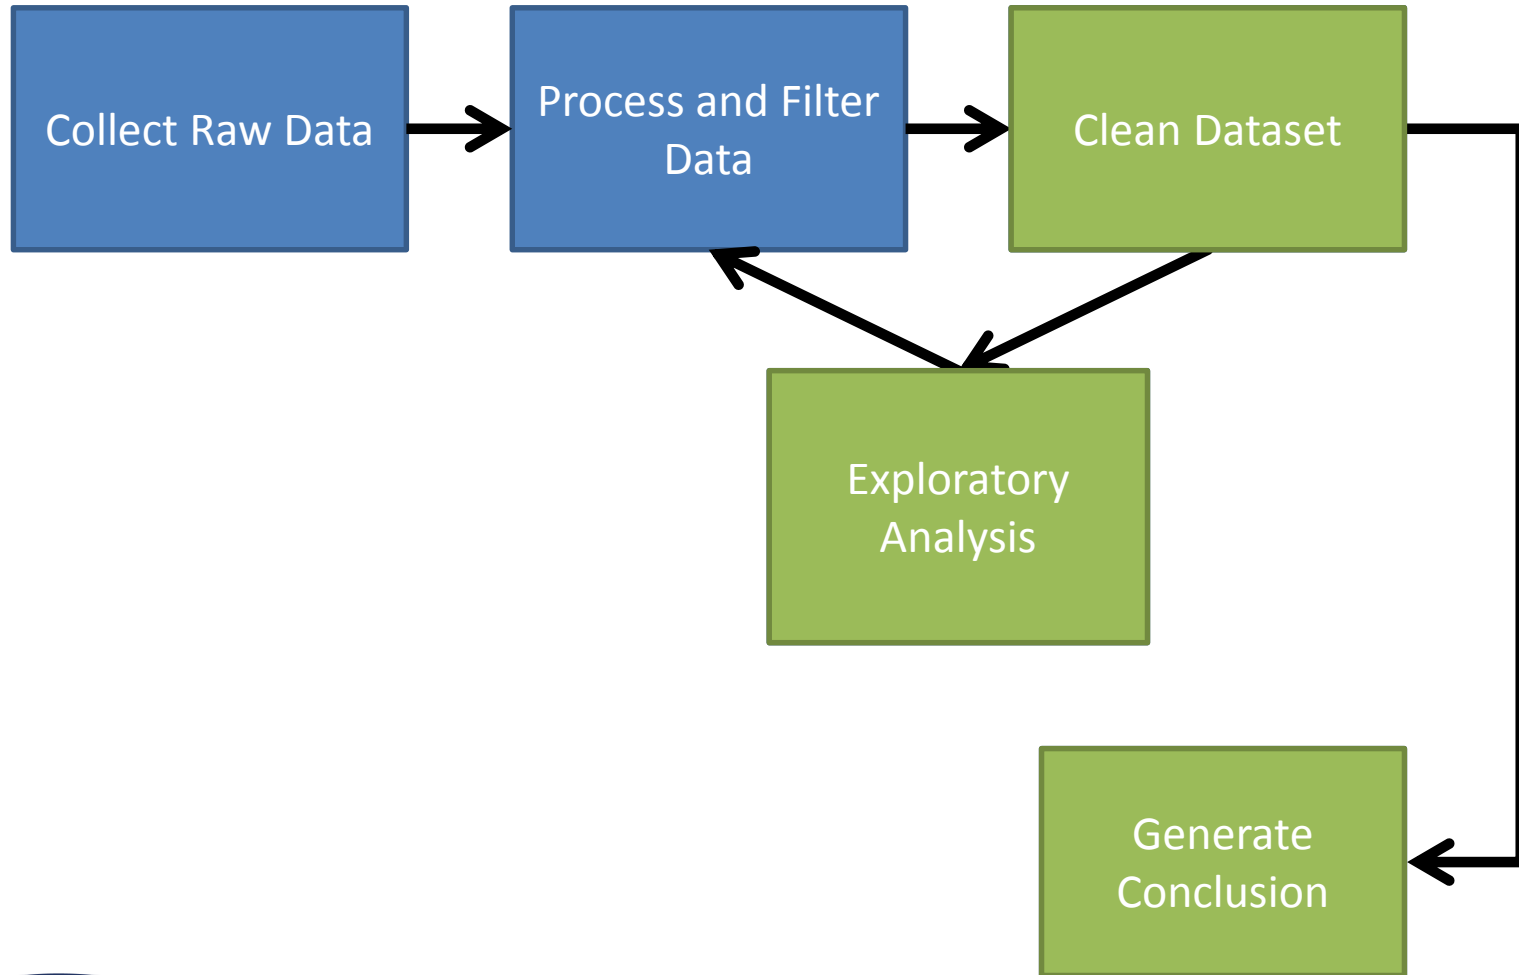 Collect Raw Data
Process and Filter
Data
Clean Dataset
Exploratory
Analysis
Generate
Conclusion